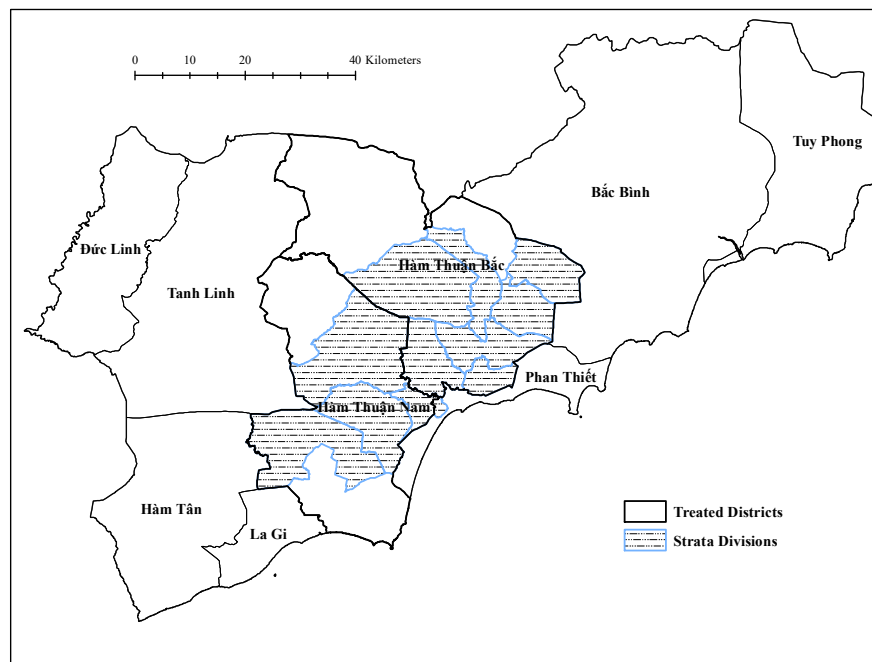 0 10 20 40 Kilometers
Tuy Phong
Bắc Bình
Đức Linh
Hàm Thuận Bắc
Tanh Linh
Phan Thiết
Hàm Thuận Nam
Hàm Tân
La Gi
Treated Districts
Strata Divisions